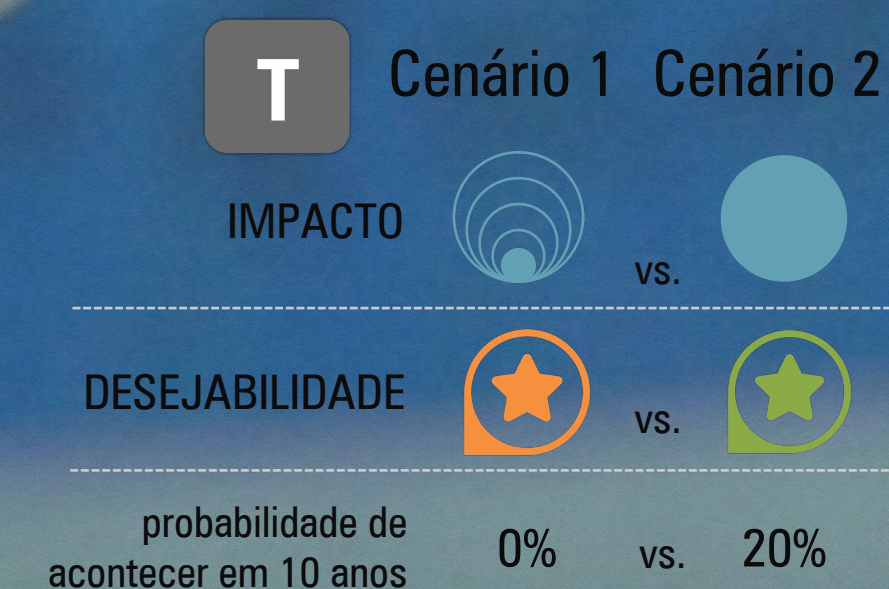 T Cenário 1 Cenário 2
IMPACTO
vs.
DESEJABILIDADE
vs.
probabilidade de
acontecer em 10 anos
0% vs. 20%